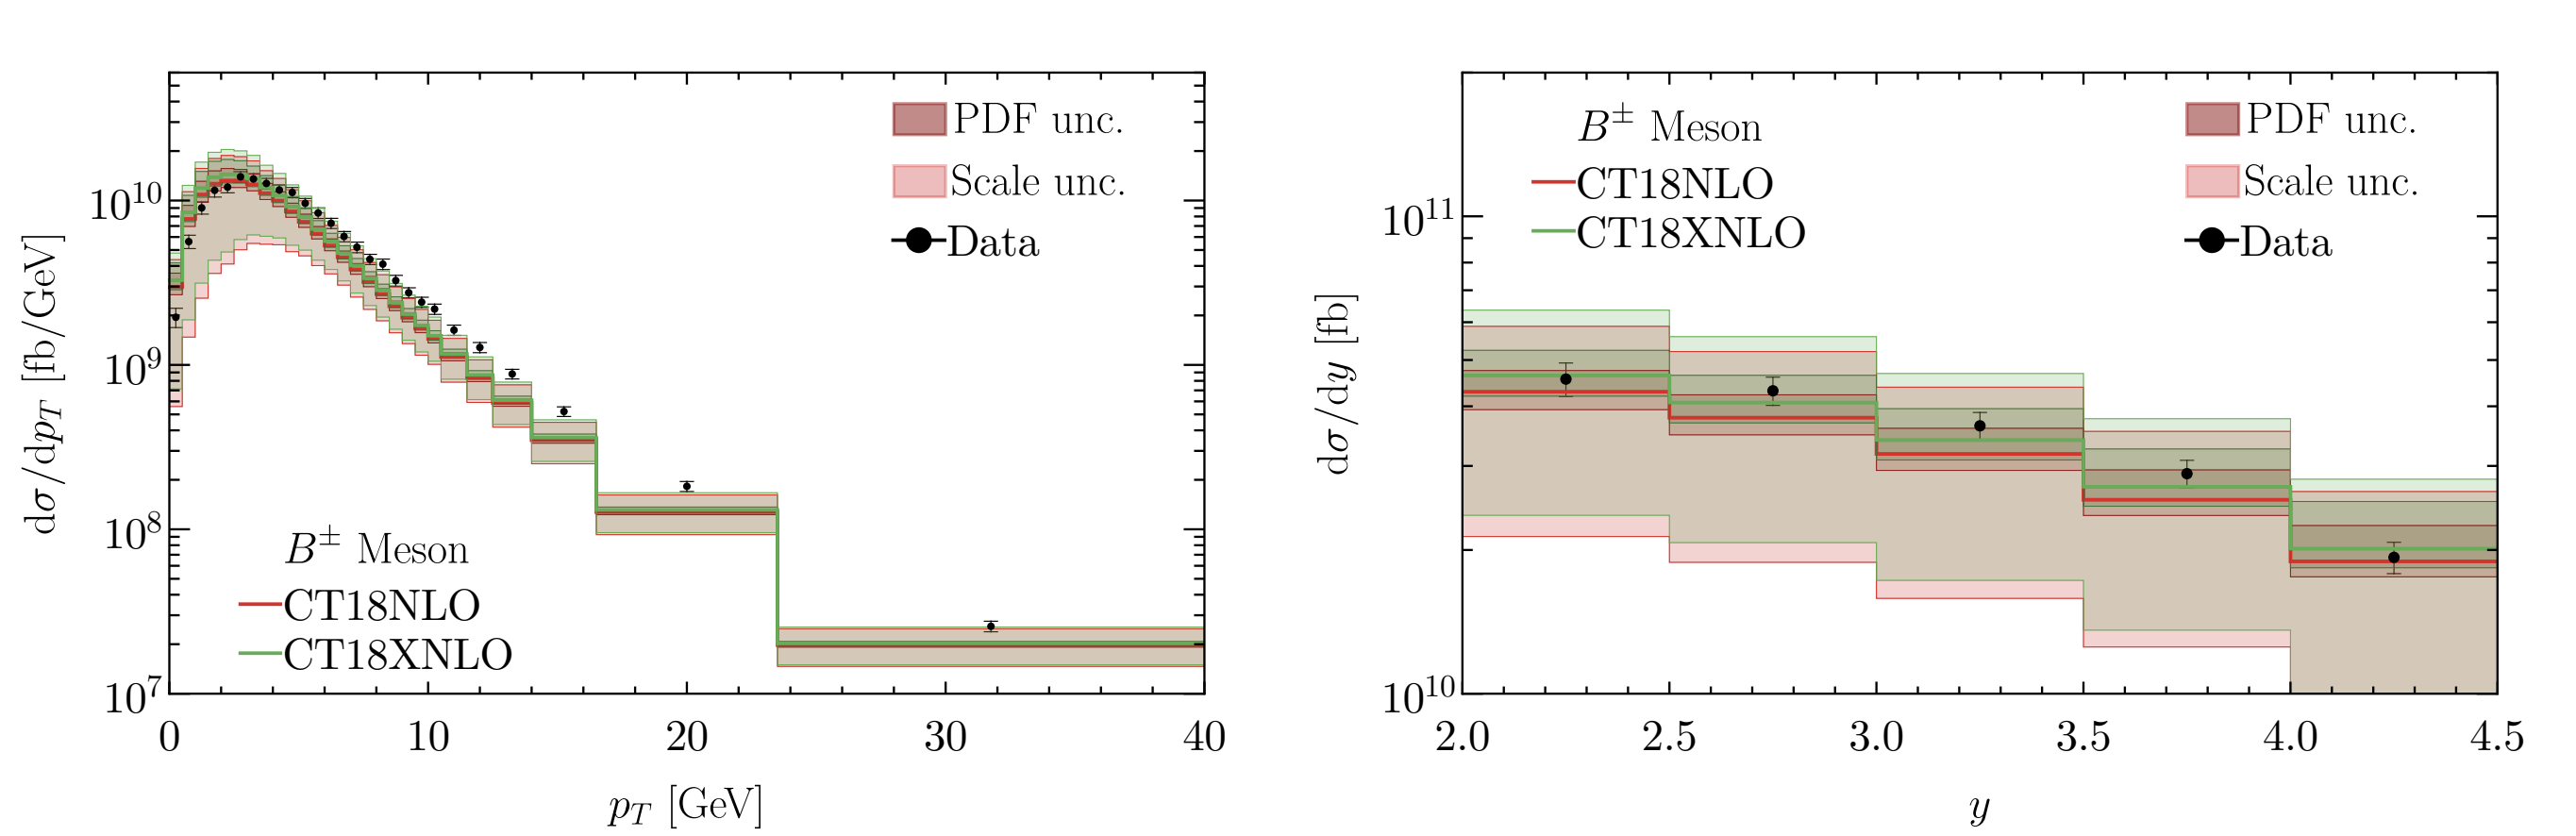 PDF unc.
Scale unc.
Data
B± Meson
CT18NLO
CT18XNLO
dσ/dp_T [fb/GeV]
10^10
10^9
10^8
10^7
0 10 20 30 40
p_T [GeV]
B± Meson
CT18NLO
CT18XNLO
PDF unc.
Scale unc.
Data
dσ/dy [fb]
10^11
10^10
2.0 2.5 3.0 3.5 4.0 4.5
y